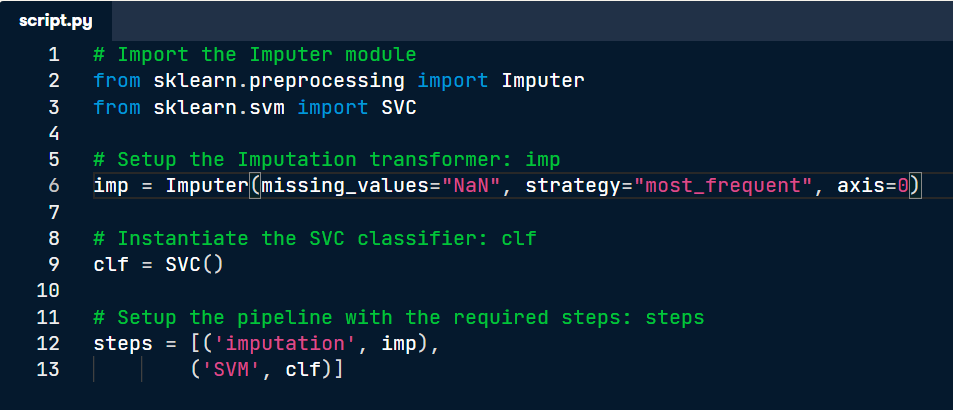 script.py
1 # Import the Imputer module
2 from sklearn.preprocessing import Imputer
3 from sklearn.svm import SVC
4
5 # Setup the Imputation transformer: imp
6 imp = Imputer(missing_values="NaN", strategy="most_frequent", axis=0)
7
8 # Instantiate the SVC classifier: clf
9 clf = SVC()
10
11 # Setup the pipeline with the required steps: steps
12 steps = [('imputation', imp),
13         ('SVM', clf)]